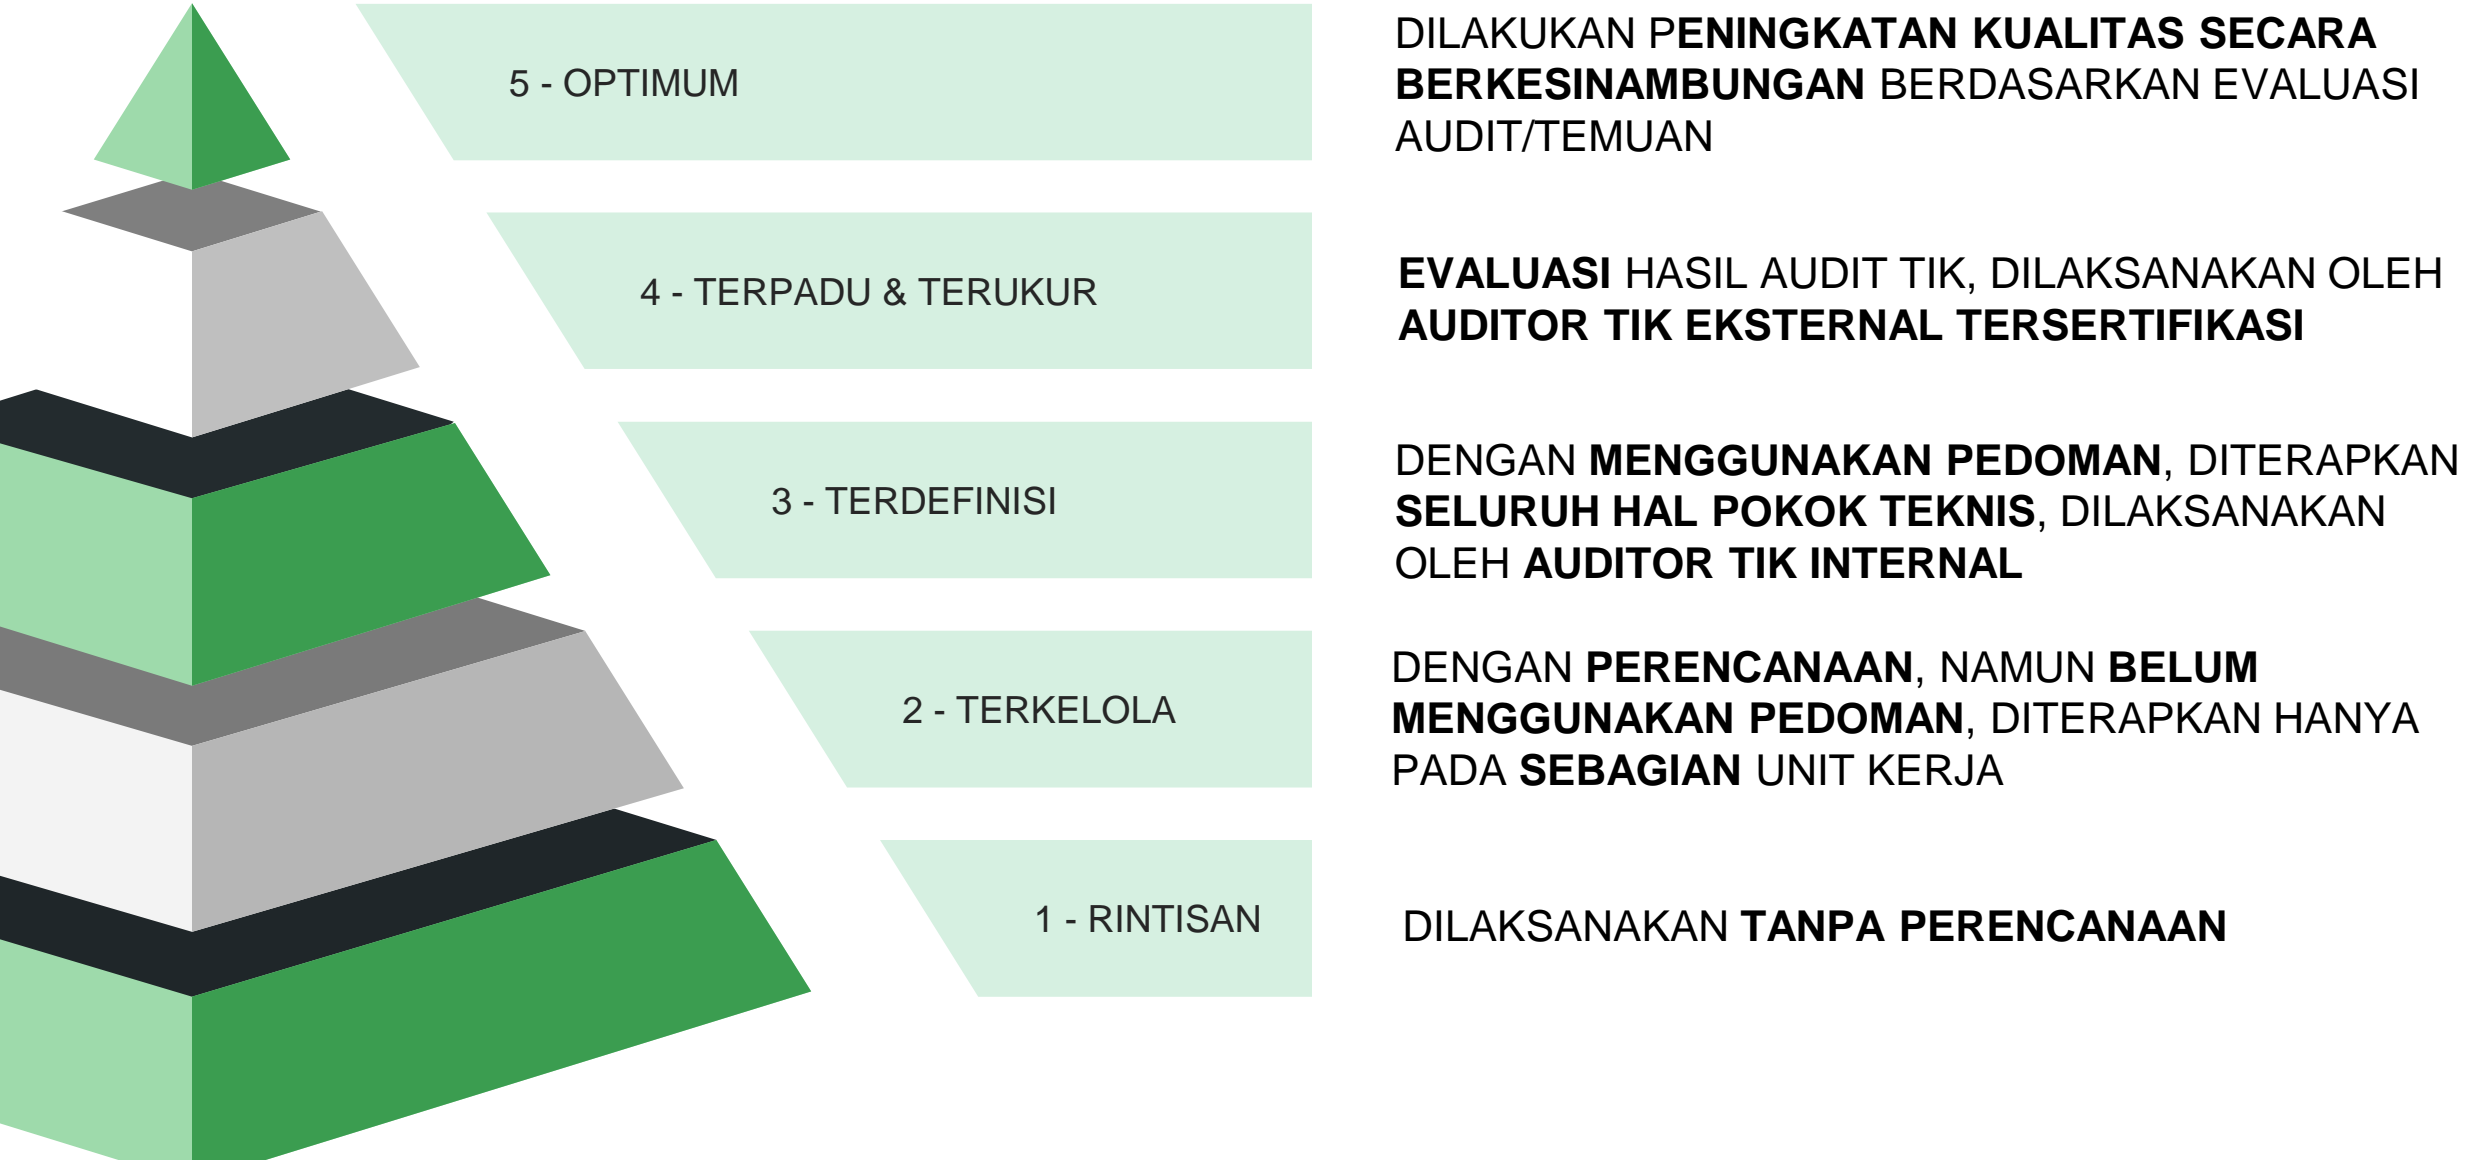 5 - OPTIMUM
DILAKUKAN PENINGKATAN KUALITAS SECARA
BERKESINAMBUNGAN BERDASARKAN EVALUASI
AUDIT/TEMUAN
4 - TERPADU & TERUKUR
EVALUASI HASIL AUDIT TIK, DILAKSANAKAN OLEH
AUDITOR TIK EKSTERNAL TERSERTIFIKASI
3 - TERDEFINISI
DENGAN MENGGUNAKAN PEDOMAN, DITERAPKAN
SELURUH HAL POKOK TEKNIS, DILAKSANAKAN
OLEH AUDITOR TIK INTERNAL
2 - TERKELOLA
DENGAN PERENCANAAN, NAMUN BELUM
MENGGUNAKAN PEDOMAN, DITERAPKAN HANYA
PADA SEBAGIAN UNIT KERJA
1 - RINTISAN
DILAKSANAKAN TANPA PERENCANAAN